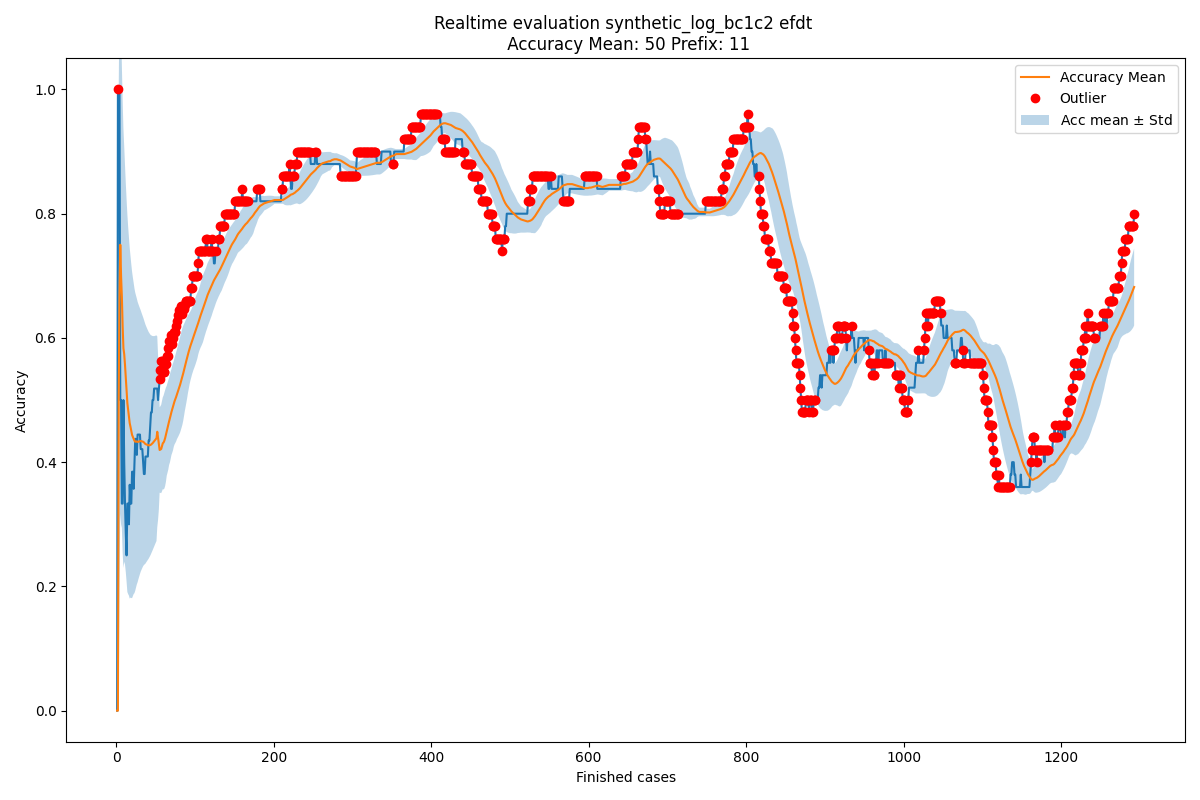 Realtime evaluation synthetic_log_bc1c2 efdt
Accuracy Mean: 50 Prefix: 11
Accuracy Mean
Outlier
Acc mean ± Std
1.0
0.8
0.6
0.4
0.2
0.0
Accuracy
0 200 400 600 800 1000 1200
Finished cases